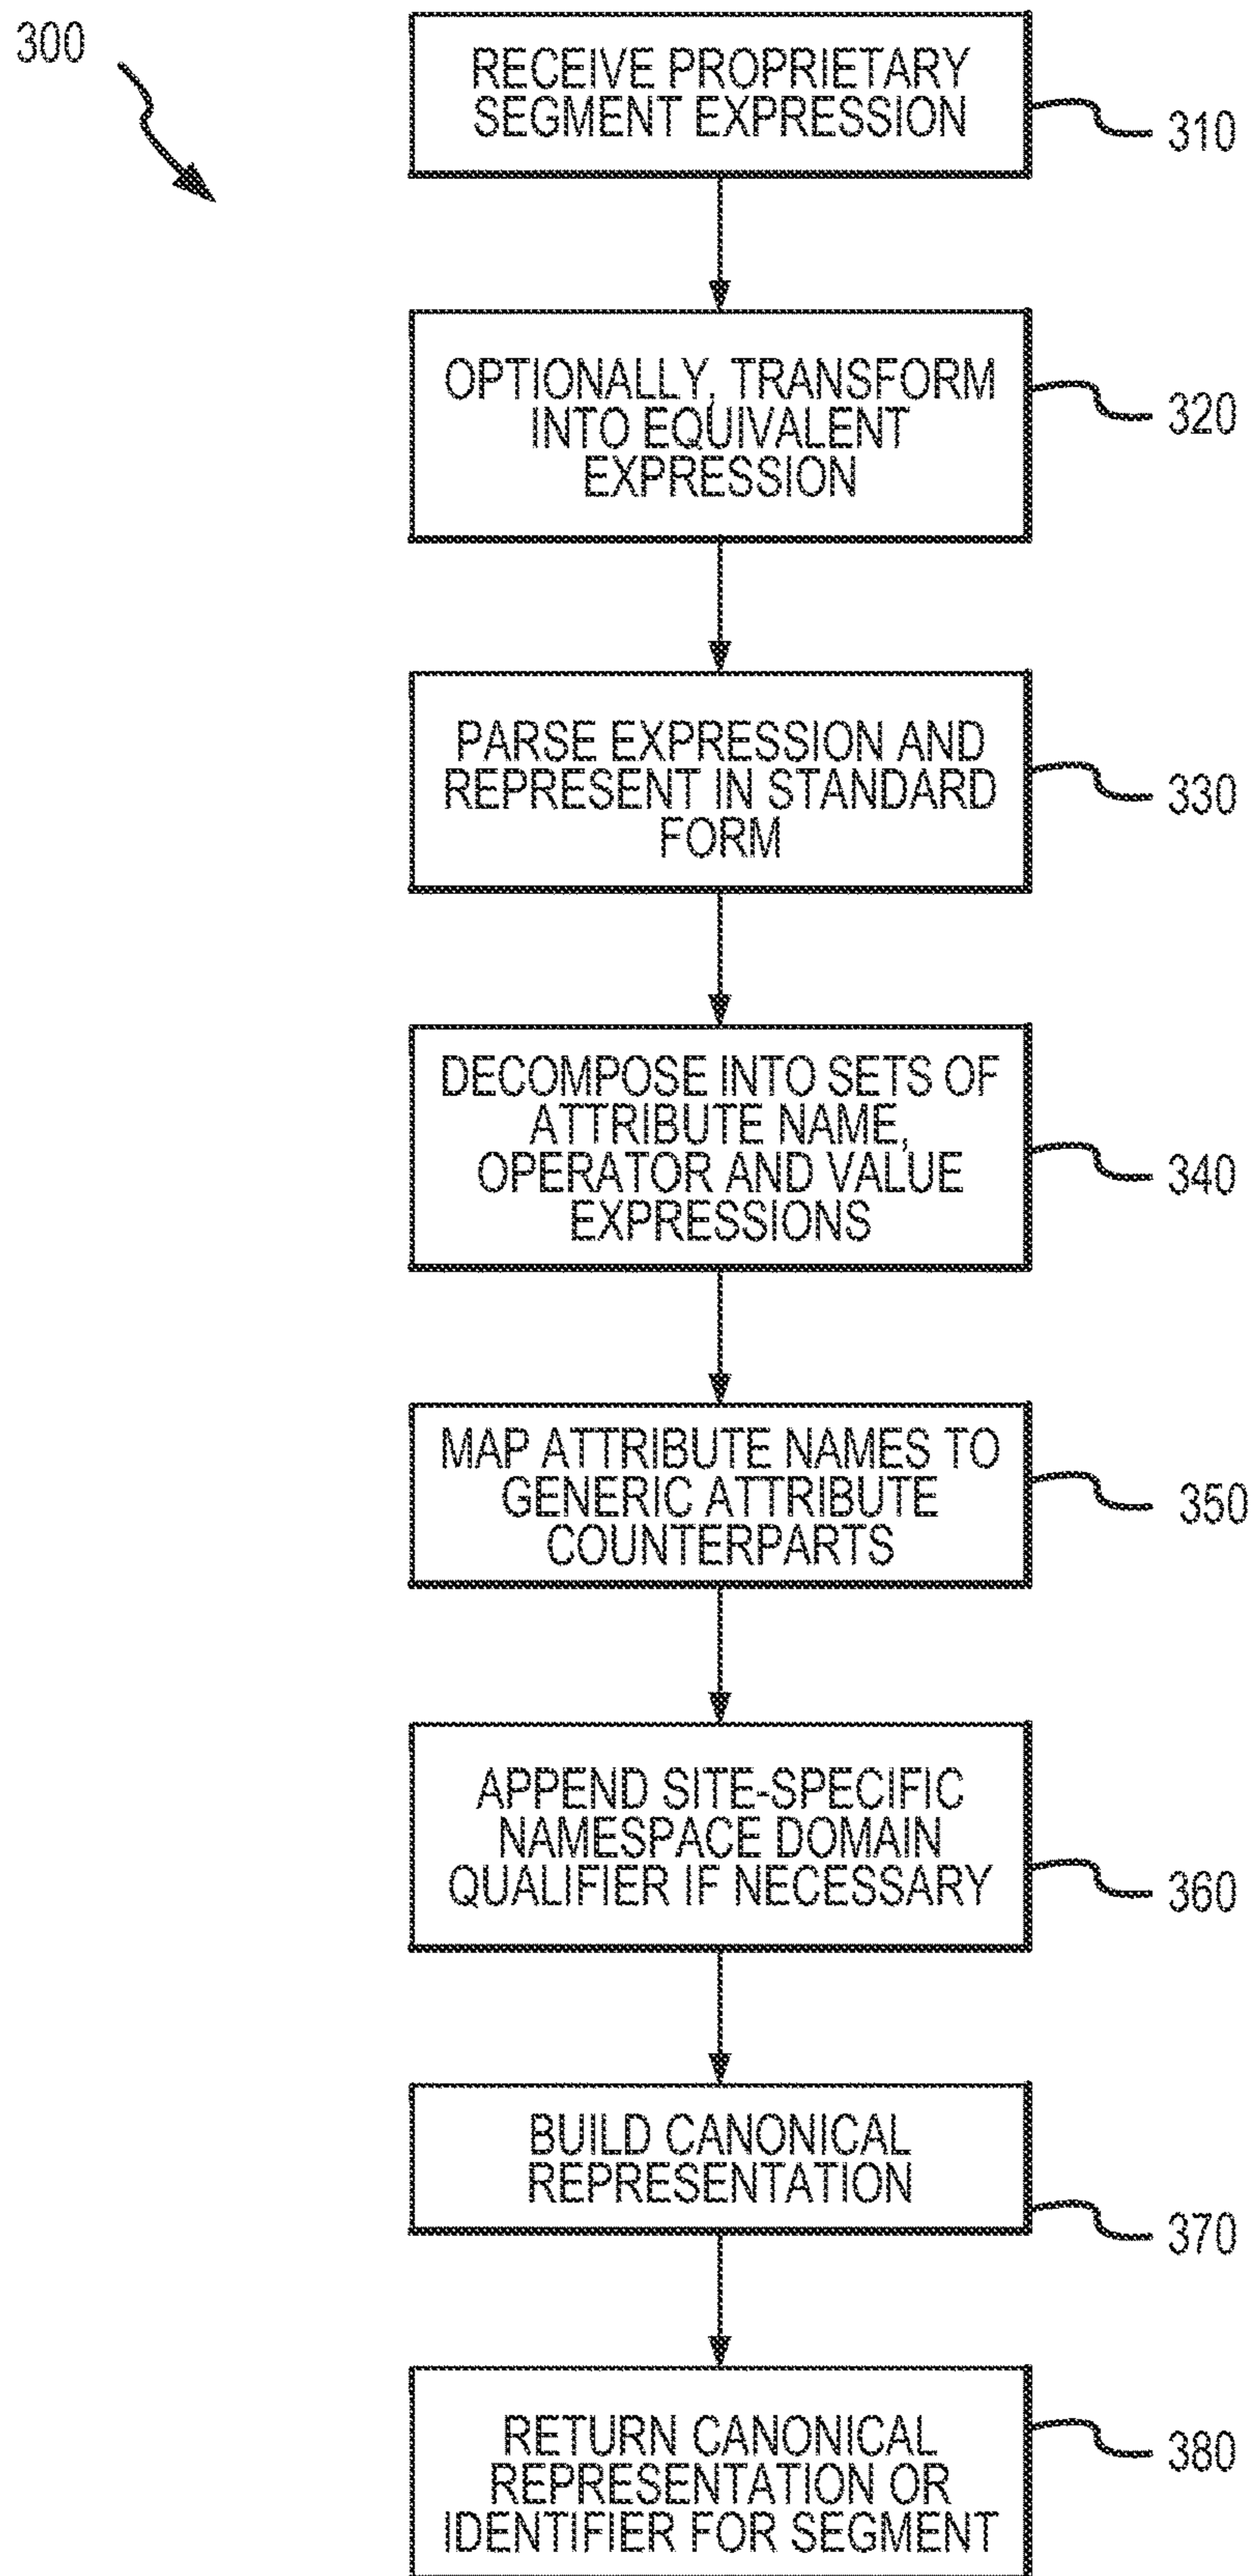 300
RECEIVE PROPRIETARY
SEGMENT EXPRESSION
310
OPTIONALLY, TRANSFORM
INTO EQUIVALENT
EXPRESSION
320
PARSE EXPRESSION AND
REPRESENT IN STANDARD
FORM
330
DECOMPOSE INTO SETS OF
ATTRIBUTE NAME,
OPERATOR AND VALUE
EXPRESSIONS
340
MAP ATTRIBUTE NAMES TO
GENERIC ATTRIBUTE
COUNTERPARTS
350
APPEND SITE-SPECIFIC
NAMESPACE DOMAIN
QUALIFIER IF NECESSARY
360
BUILD CANONICAL
REPRESENTATION
370
RETURN CANONICAL
REPRESENTATION OR
IDENTIFIER FOR SEGMENT
380